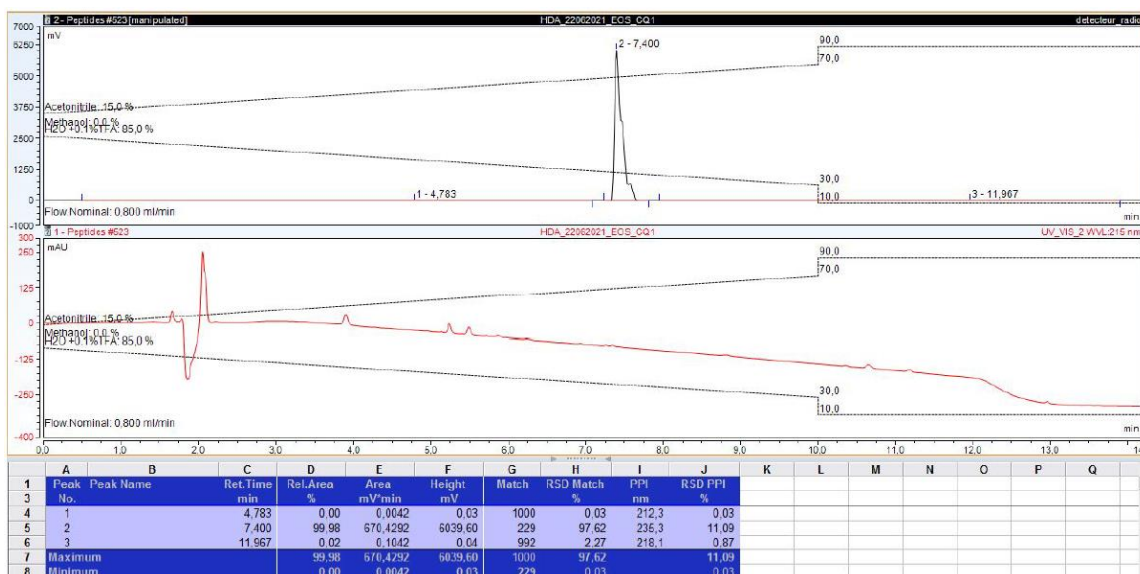 2 - Peptides #523 [manipulated] HDA_22062021_EOS_CQ1 detecteur_radio
7000 mV
6250
5000
3750
2500
1250
0
-1000
2 - 7,400
90,0
70,0
Acetonitrile: 15,0 %
Methanol: 0,0 %
H2O +0.1%TFA: 85,0 %
30,0
10,0
1 - 4,783
3 - 11,967
Flow.Nominal: 0,800 ml/min
min
1 - Peptides #523 HDA_22062021_EOS_CQ1 UV_VIS_2 WVL:215 nm
300 mAU
250
125
0
-125
-250
-400
90,0
70,0
Acetonitrile: 15,0 %
Methanol: 0,0 %
H2O +0.1%TFA: 85,0 %
30,0
10,0
Flow.Nominal: 0,800 ml/min
min
0,0 1,0 2,0 3,0 4,0 5,0 6,0 7,0 8,0 9,0 10,0 11,0 12,0 13,0 14
A B C D E F G H I J K L M N O P Q
1 Peak Peak Name Ret.Time Rel.Area Area Height Match RSD Match PPI RSD PPI
3 No. min % mV*min mV % nm %
4 1 4,783 0,00 0,0042 0,03 1000 0,03 212,3 0,03
5 2 7,400 99,98 670,4292 6039,60 229 97,62 235,3 11,09
6 3 11,967 0,02 0,1042 0,04 992 2,27 218,1 0,87
7 Maximum 99,98 670,4292 6039,60 1000 97,62 11,09
8 Minimum 0,00 0,0042 0,03 229 0,03 0,03